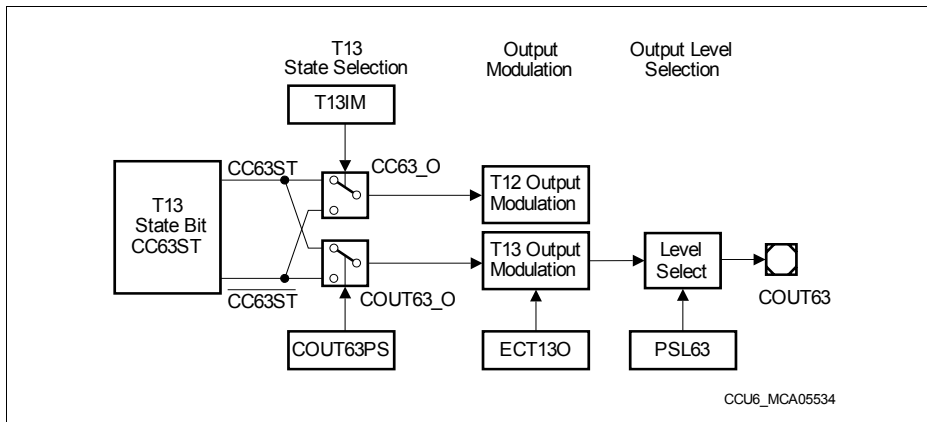 T13
State Selection
Output
Modulation
Output Level
Selection
T13IM
CC63ST
CC63_O
T13
State Bit
CC63ST
T12 Output
Modulation
T13 Output
Modulation
Level
Select
CC63ST
COUT63_O
COUT63
COUT63PS
ECT13O
PSL63
CCU6_MCA05534